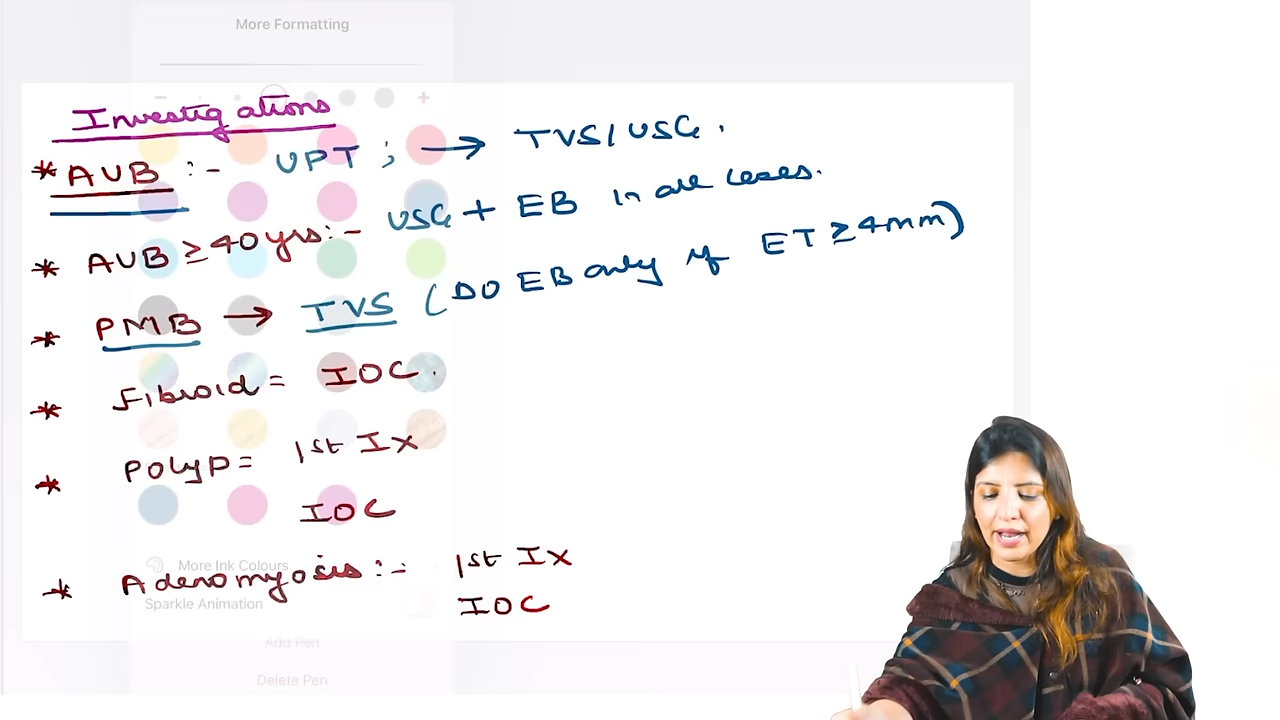 More Formatting
Investigations
* AUB :- UPT ; → TVS/USG.
* AUB ≥40yrs:- USG + EB in all cases.
* PMB → TVS (DO EB only if ET ≥4mm)
* fibroid = IOC.
* Polyp = 1st Ix
IOC
* Adenomyosis :- 1st Ix
IOC
More Ink Colours
Sparkle Animation
Add Pen
Delete Pen